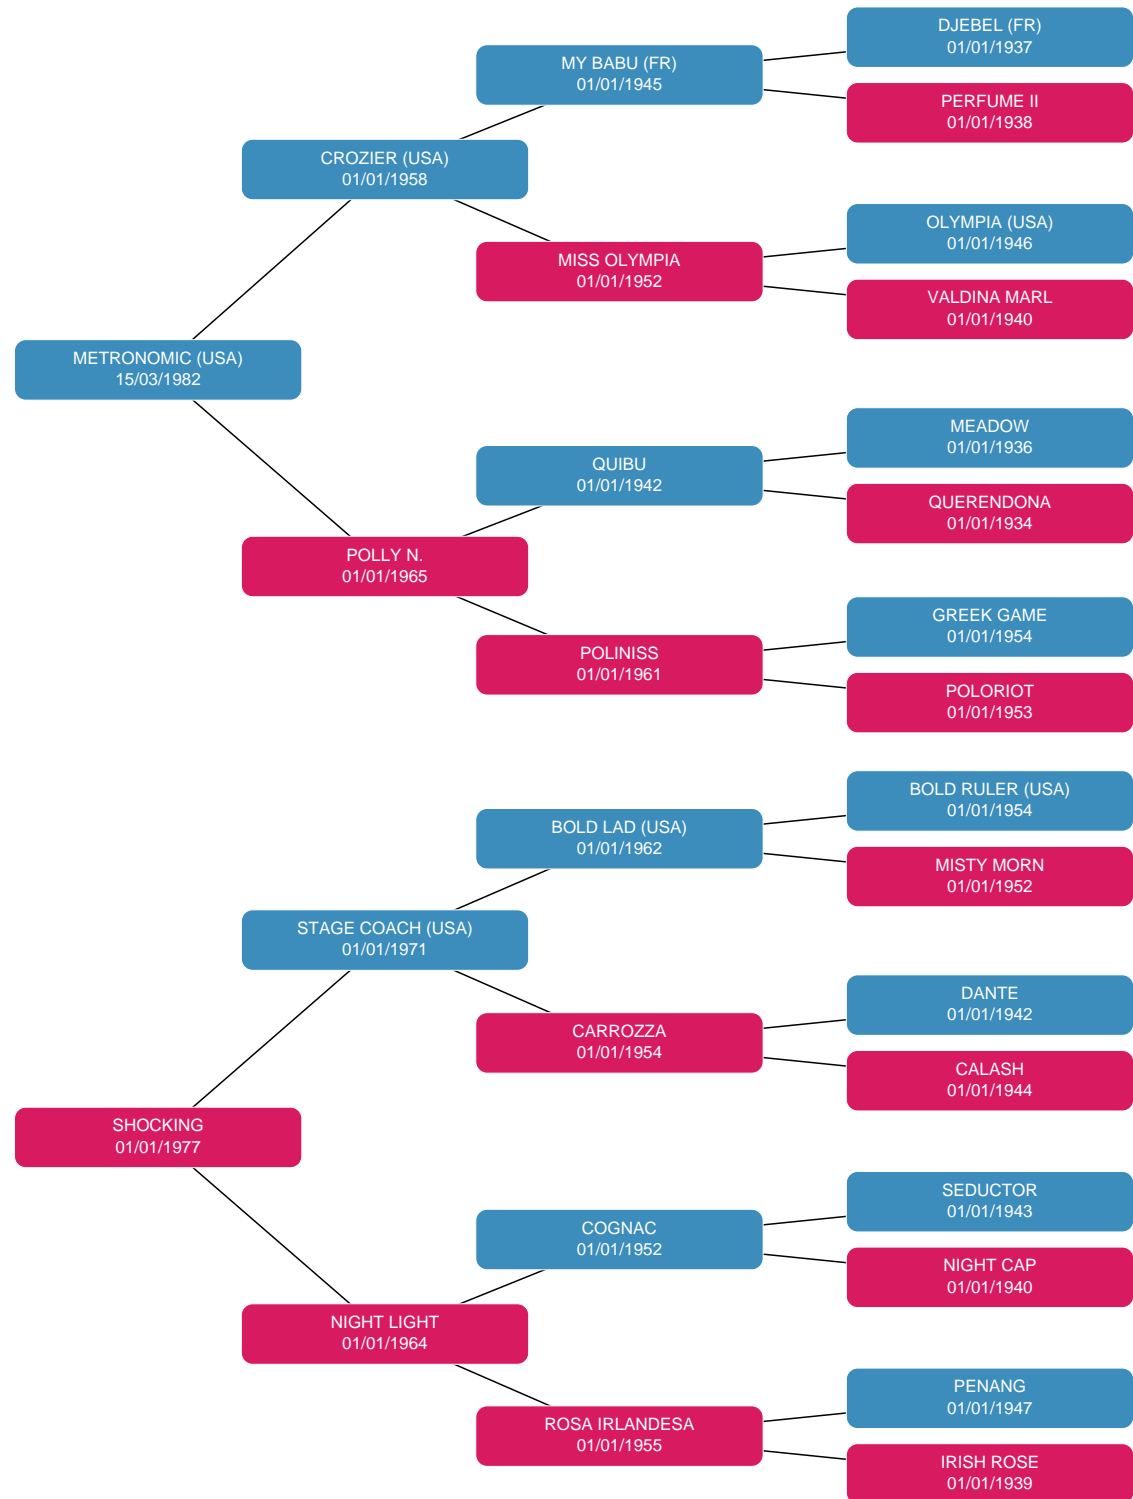 DJEBEL (FR)
01/01/1937
MY BABU (FR)
01/01/1945
PERFUME II
01/01/1938
CROZIER (USA)
01/01/1958
OLYMPIA (USA)
01/01/1946
MISS OLYMPIA
01/01/1952
VALDINA MARL
01/01/1940
METRONOMIC (USA)
15/03/1982
MEADOW
01/01/1936
QUIBU
01/01/1942
QUERENDONA
01/01/1934
POLLY N.
01/01/1965
GREEK GAME
01/01/1954
POLINISS
01/01/1961
POLORIOT
01/01/1953
BOLD RULER (USA)
01/01/1954
BOLD LAD (USA)
01/01/1962
MISTY MORN
01/01/1952
STAGE COACH (USA)
01/01/1971
DANTE
01/01/1942
CARROZZA
01/01/1954
CALASH
01/01/1944
SHOCKING
01/01/1977
SEDUCTOR
01/01/1943
COGNAC
01/01/1952
NIGHT CAP
01/01/1940
NIGHT LIGHT
01/01/1964
PENANG
01/01/1947
ROSA IRLANDESA
01/01/1955
IRISH ROSE
01/01/1939